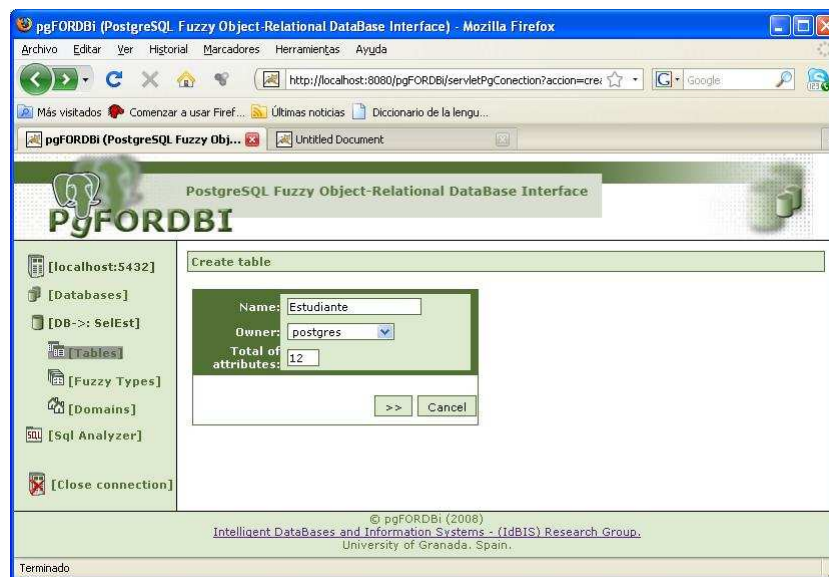 pgFORDBi (PostgreSQL Fuzzy Object-Relational DataBase Interface) - Mozilla Firefox
Archivo Editar Ver Historial Marcadores Herramientas Ayuda
http://localhost:8080/pgFORDBi/servletPgConection?accion=crea
Google
Más visitados Comenzar a usar Firef... Últimas noticias Diccionario de la lengu...
pgFORDBi (PostgreSQL Fuzzy Obj... Untitled Document
PostgreSQL Fuzzy Object-Relational DataBase Interface
PgFORDBI
[localhost:5432]
[Databases]
[DB->: SelEst]
[Tables]
[Fuzzy Types]
[Domains]
SQL [Sql Analyzer]
[Close connection]
Create table
Name: Estudiante
Owner: postgres
Total of attributes: 12
>> Cancel
© pgFORDBi (2008)
Intelligent DataBases and Information Systems - (IdBIS) Research Group.
University of Granada. Spain.
Terminado